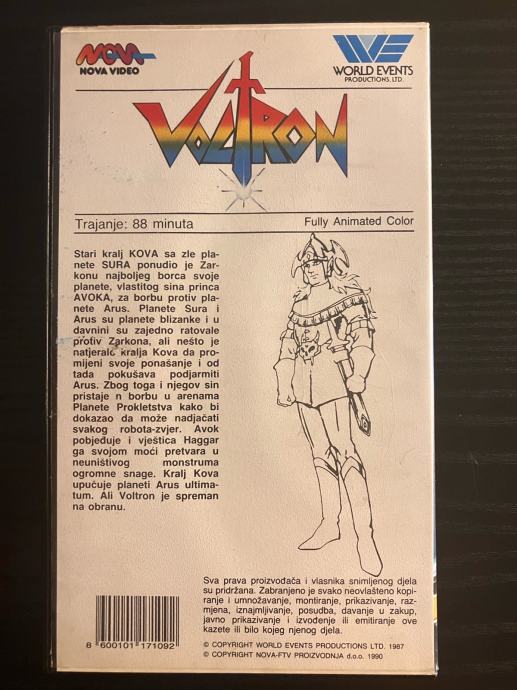 NOVA
NOVA VIDEO
WORLD EVENTS
PRODUCTIONS, LTD.
VOLTRON
Trajanje: 88 minuta
Fully Animated Color
Stari kralj KOVA sa zle pla-
nete SURA ponudio je Zar-
konu najboljeg borca svoje
planete, vlastitog sina princa
AVOKA, za borbu protiv pla-
nete Arus. Planete Sura i
Arus su planete blizanke i u
davnini su zajedno ratovale
protiv Zarkona, ali nešto je
natjeralo kralja Kova da pro-
mijeni svoje ponašanje i od
tada pokušava podjarmiti
Arus. Zbog toga i njegov sin
pristaje n borbu u arenama
Planete Prokletstva kako bi
dokazao da može nadjačati
svakog robota-zvjer. Avok
pobjeđuje i vještica Haggar
ga svojom moći pretvara u
neuništivog monstruma
ogromne snage. Kralj Kova
upućuje planeti Arus ultima-
tum. Ali Voltron je spreman
na obranu.
Sva prava proizvođača i vlasnika snimljenog djela
su pridržana. Zabranjeno je svako neovlašteno kopi-
ranje i umnožavanje, montiranje, prikazivanje, raz-
mjena, iznajmljivanje, posudba, davanje u zakup,
javno prikazivanje i izvođenje ili emitiranje ove
kazete ili bilo kojeg njenog djela.
© COPYRIGHT WORLD EVENTS PRODUCTIONS LTD. 1987
© COPYRIGHT NOVA-FTV PROIZVODNJA d.o.o. 1990
8 600101 171092